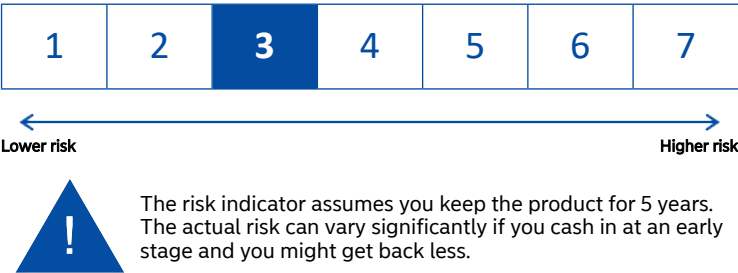 1 2 3 4 5 6 7
Lower risk Higher risk
!
The risk indicator assumes you keep the product for 5 years.
The actual risk can vary significantly if you cash in at an early
stage and you might get back less.